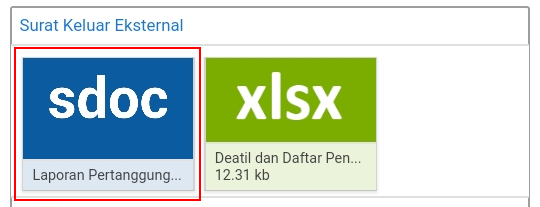 Surat Keluar Eksternal
sdoc
Laporan Pertanggung...
xlsx
Deatil dan Daftar Pen...
12.31 kb